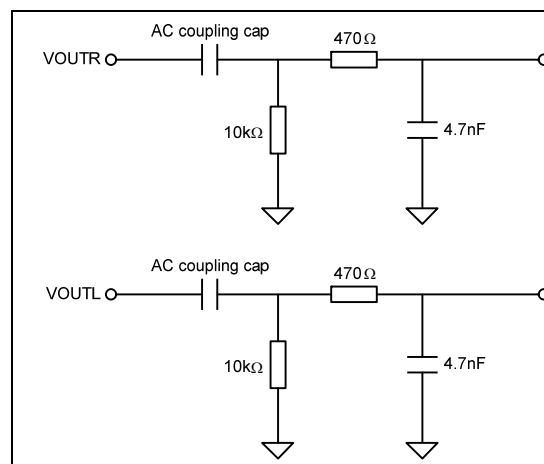 AC coupling cap
470Ω
VOUTR
10kΩ
4.7nF
AC coupling cap
470Ω
VOUTL
10kΩ
4.7nF